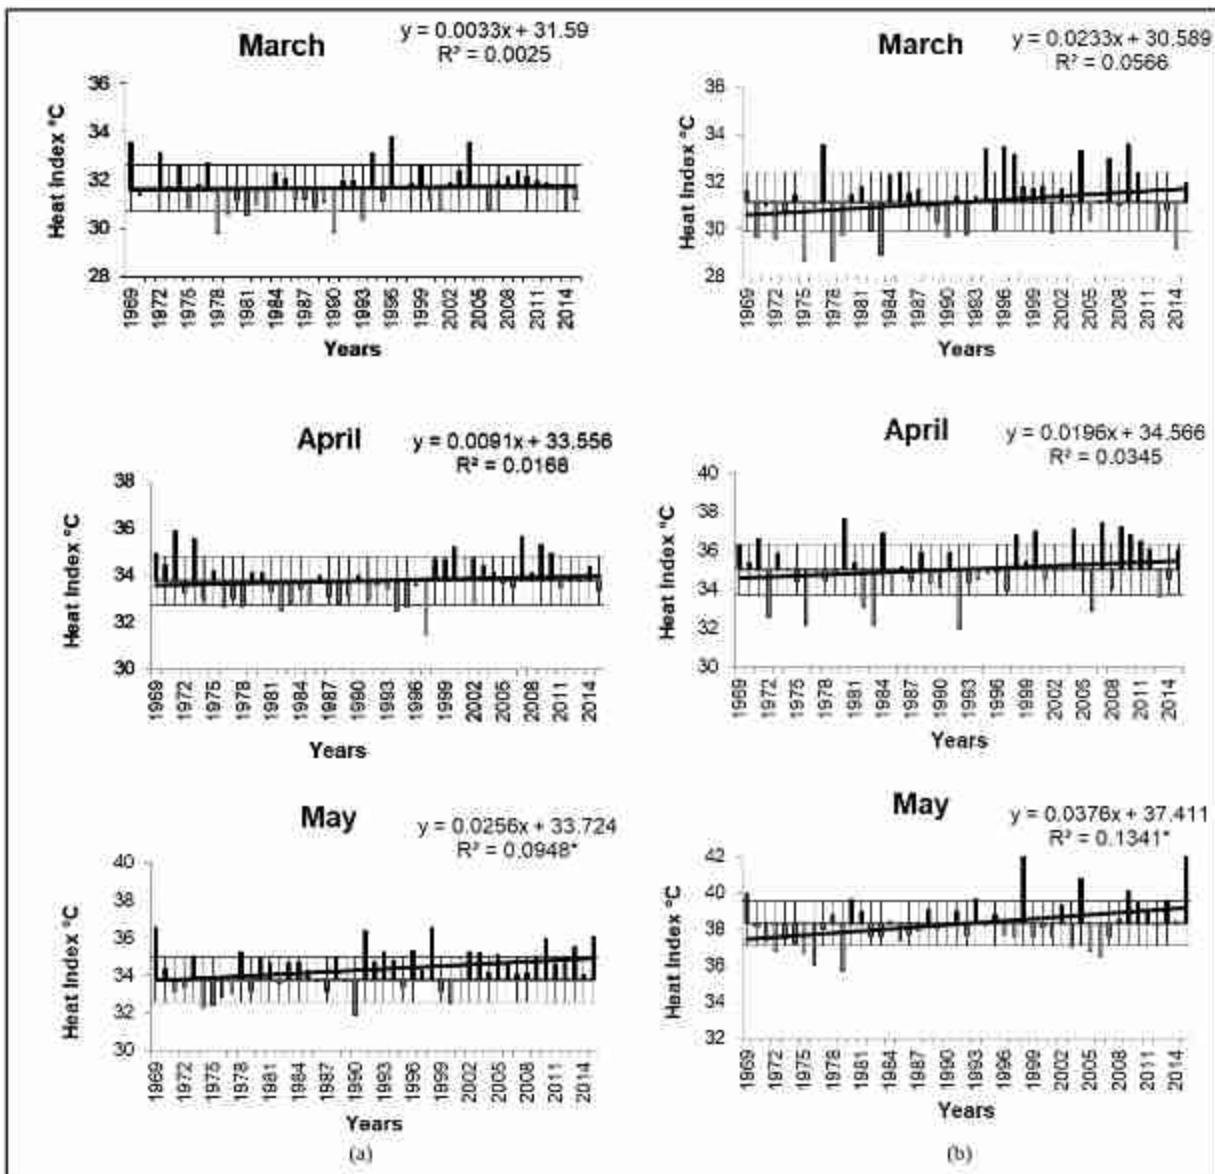 March
y = 0.0033x + 31.59
R² = 0.0025
Heat Index °C
36
34
32
30
28
1969 1972 1975 1978 1981 1984 1987 1990 1993 1996 1999 2002 2005 2008 2011 2014
Years
March
y = 0.0233x + 30.589
R² = 0.0566
Heat Index °C
36
34
32
30
28
1969 1972 1975 1978 1981 1984 1987 1990 1993 1996 1999 2002 2005 2008 2011 2014
Years
April
y = 0.0091x + 33.556
R² = 0.0168
Heat Index °C
38
36
34
32
30
1969 1972 1975 1978 1981 1984 1987 1990 1993 1996 1999 2002 2005 2008 2011 2014
Years
April
y = 0.0196x + 34.566
R² = 0.0345
Heat Index °C
40
38
36
34
32
30
1969 1972 1975 1978 1981 1984 1987 1990 1993 1996 1999 2002 2005 2008 2011 2014
Years
May
y = 0.0256x + 33.724
R² = 0.0948*
Heat Index °C
40
38
36
34
32
30
1969 1972 1975 1978 1981 1984 1987 1990 1993 1996 1999 2002 2005 2008 2011 2014
Years
(a)
May
y = 0.0376x + 37.411
R² = 0.1341*
Heat Index °C
42
40
38
36
34
32
1969 1972 1975 1978 1981 1984 1987 1990 1993 1996 1999 2002 2005 2008 2011 2014
Years
(b)